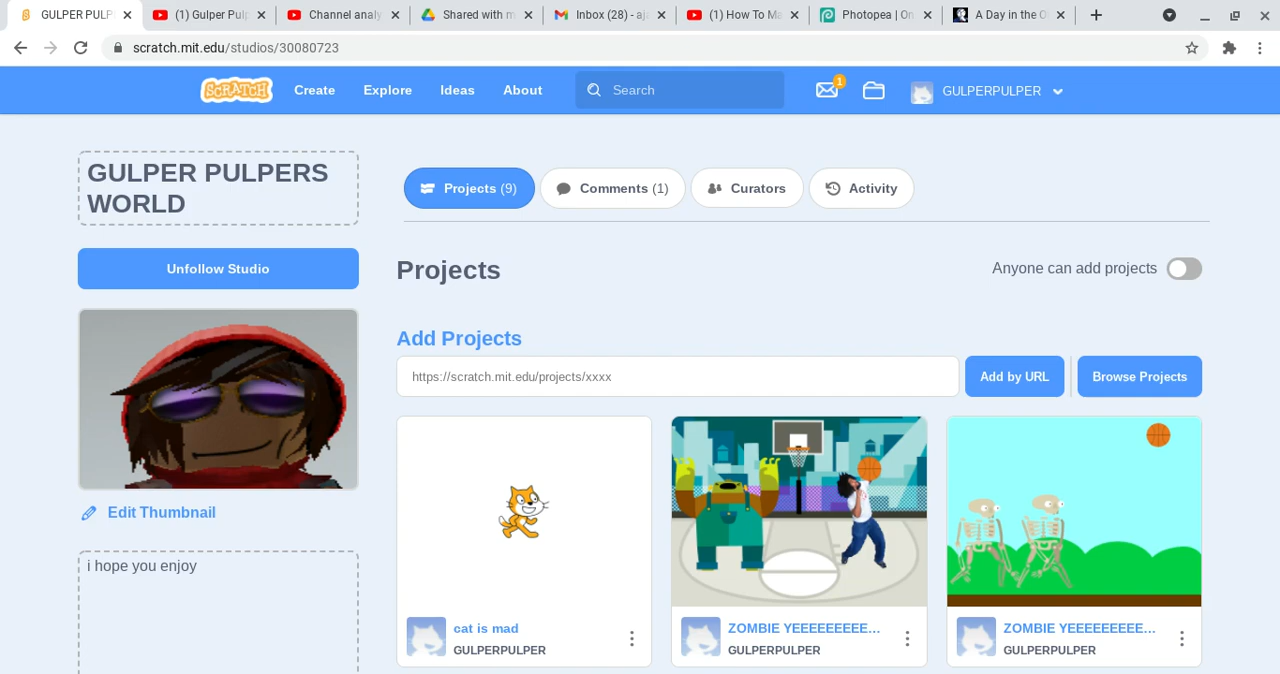 GULPER PULP
(1) Gulper Pulp
Channel analy
Shared with m
Inbox (28) - aja
(1) How To Ma
Photopea | On
A Day in the O
scratch.mit.edu/studios/30080723
SCRATCH
Create
Explore
Ideas
About
Search
1
GULPERPULPER
GULPER PULPERS
WORLD
Projects (9)
Comments (1)
Curators
Activity
Unfollow Studio
Projects
Anyone can add projects
Add Projects
https://scratch.mit.edu/projects/xxxx
Add by URL
Browse Projects
Edit Thumbnail
i hope you enjoy
cat is mad
GULPERPULPER
ZOMBIE YEEEEEEEEE...
GULPERPULPER
ZOMBIE YEEEEEEEEE...
GULPERPULPER